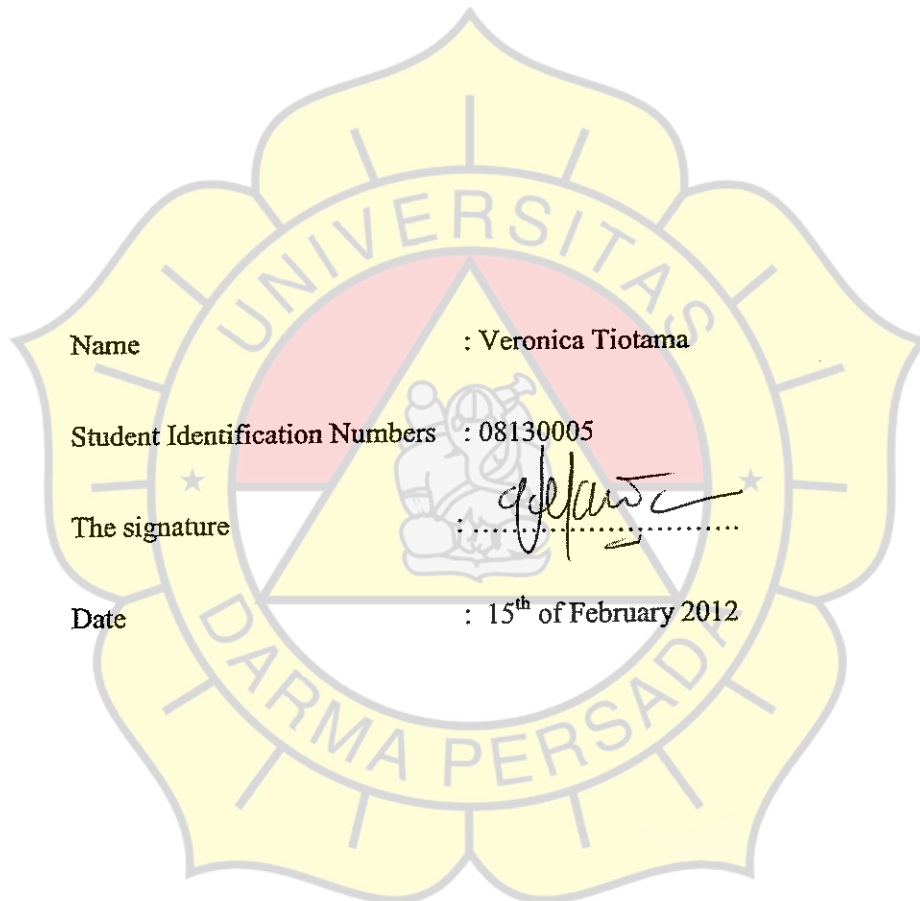 UNIVERSITAS
Name : Veronica Tiotama
Student Identification Numbers : 08130005
The signature : ................................
Date : 15th of February 2012
DARMA PERSADA